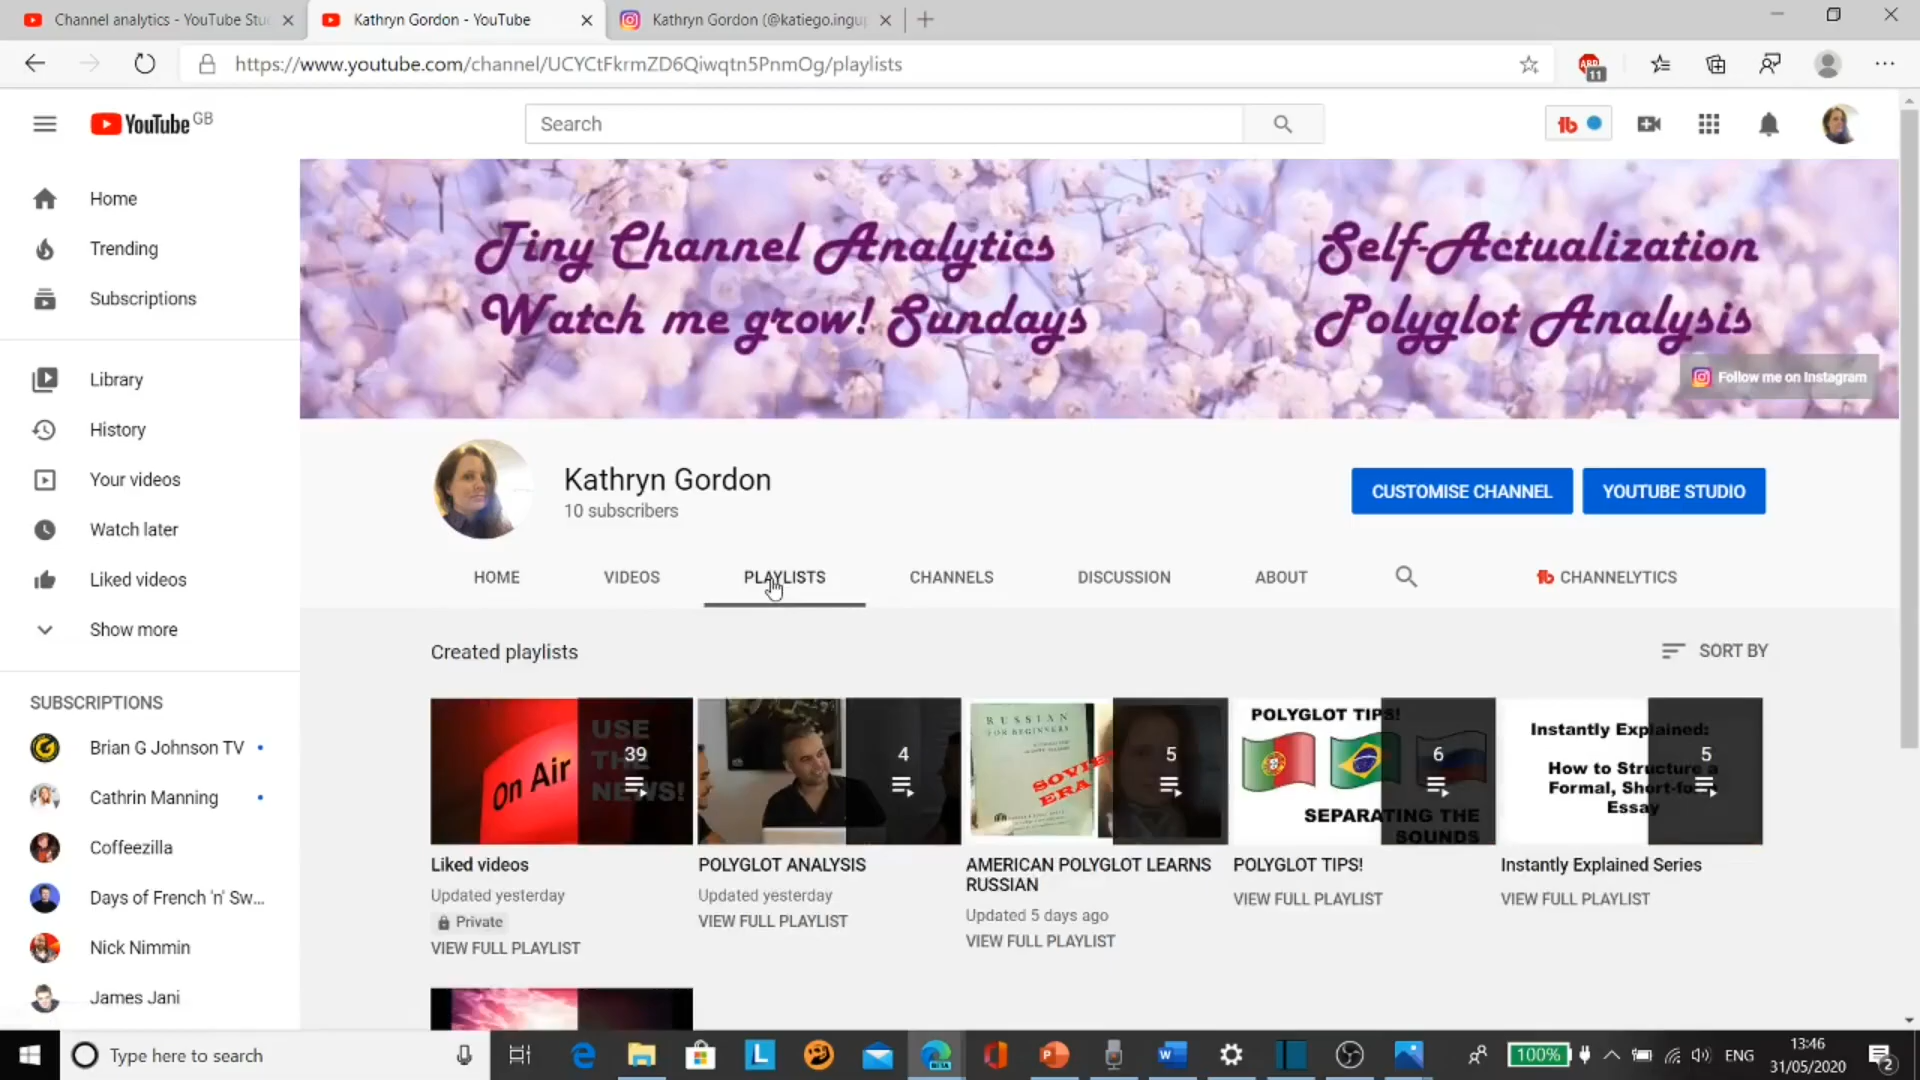 Channel analytics - YouTube Stu
Kathryn Gordon - YouTube
Kathryn Gordon (@katiego.ingup
https://www.youtube.com/channel/UCYCtFkrmZD6Qiwqtn5PnmOg/playlists
ABP
11
YouTube GB
Search
tb
Home
Trending
Subscriptions
Library
History
Your videos
Watch later
Liked videos
Show more
SUBSCRIPTIONS
Brian G Johnson TV
Cathrin Manning
Coffeezilla
Days of French 'n' Sw...
Nick Nimmin
James Jani
Tiny Channel Analytics
Watch me grow! Sundays
Self-Actualization
Polyglot Analysis
Follow me on Instagram
Kathryn Gordon
10 subscribers
CUSTOMISE CHANNEL
YOUTUBE STUDIO
HOME
VIDEOS
PLAYLISTS
CHANNELS
DISCUSSION
ABOUT
tb CHANNELYTICS
Created playlists
SORT BY
On Air
USE
THE
NEWS!
39
Liked videos
Updated yesterday
Private
VIEW FULL PLAYLIST
4
POLYGLOT ANALYSIS
Updated yesterday
VIEW FULL PLAYLIST
RUSSIAN
FOR BEGINNERS
SOVIET
ERA
5
AMERICAN POLYGLOT LEARNS
RUSSIAN
Updated 5 days ago
VIEW FULL PLAYLIST
POLYGLOT TIPS!
6
SEPARATING THE
SOUNDS
POLYGLOT TIPS!
VIEW FULL PLAYLIST
Instantly Explained:
How to Structure a
Formal, Short-fo
Essay
5
Instantly Explained Series
VIEW FULL PLAYLIST
Type here to search
100%
ENG
13:46
31/05/2020
2